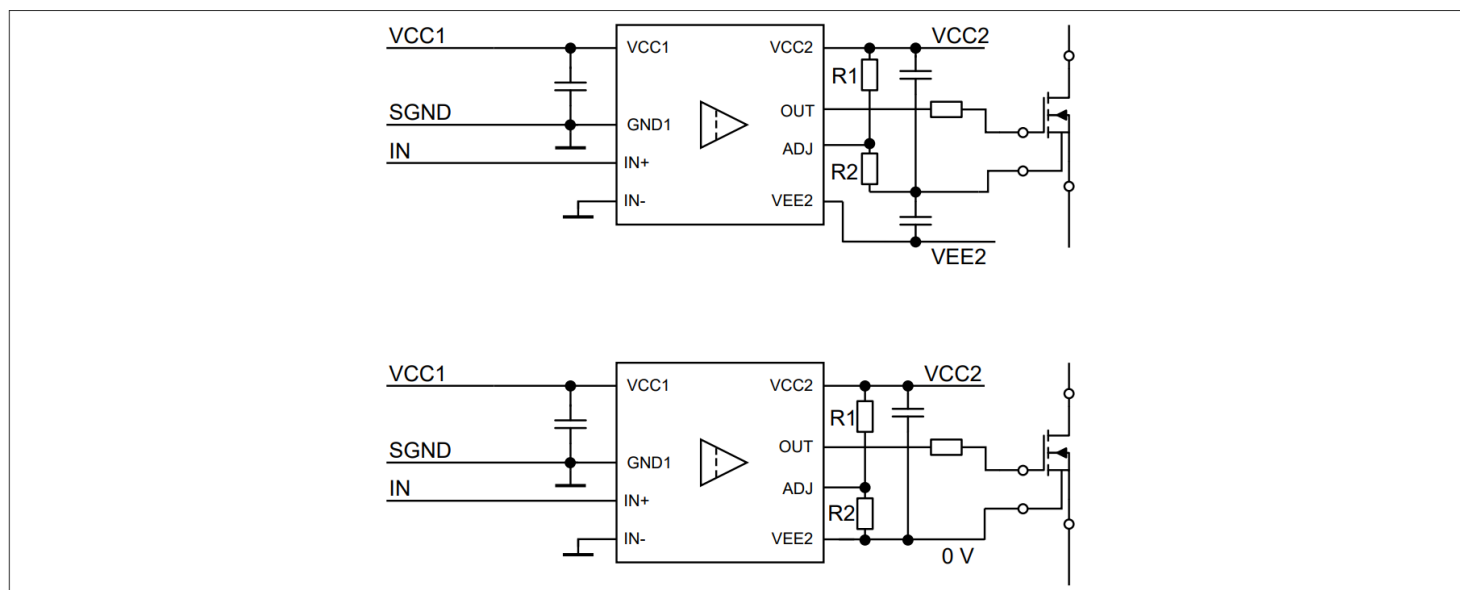 VCC1
VCC1
VCC2
VCC2
R1
SGND
OUT
GND1
ADJ
IN
IN+
R2
IN-
VEE2
VEE2
VCC1
VCC1
VCC2
VCC2
R1
SGND
OUT
GND1
ADJ
IN
IN+
R2
IN-
VEE2
0 V